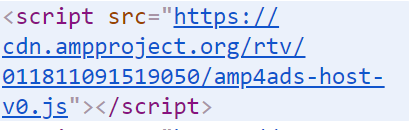 <script src="https://
cdn.ampproject.org/rtv/
011811091519050/amp4ads-host-
v0.js"></script>